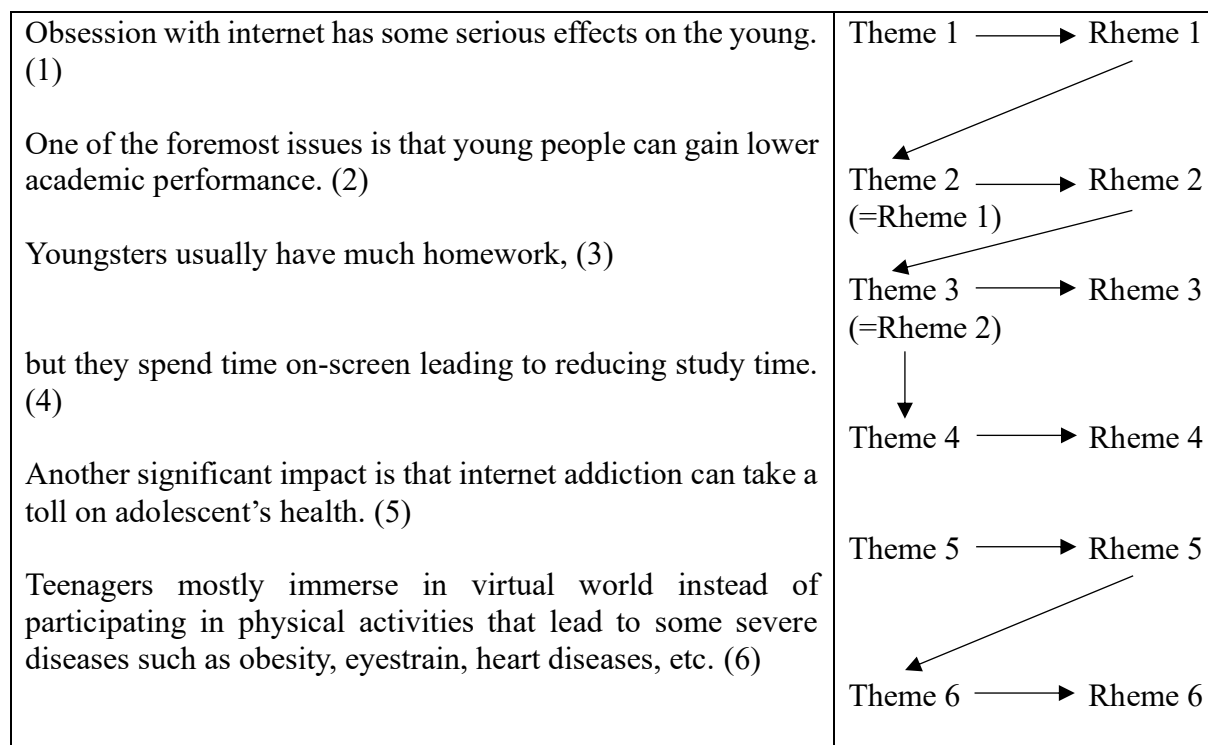 Obsession with internet has some serious effects on the young.
(1)
One of the foremost issues is that young people can gain lower
academic performance. (2)
Youngsters usually have much homework, (3)
but they spend time on-screen leading to reducing study time.
(4)
Another significant impact is that internet addiction can take a
toll on adolescent’s health. (5)
Teenagers mostly immerse in virtual world instead of
participating in physical activities that lead to some severe
diseases such as obesity, eyestrain, heart diseases, etc. (6)
Theme 1 Rheme 1
Theme 2 Rheme 2
(=Rheme 1)
Theme 3 Rheme 3
(=Rheme 2)
Theme 4 Rheme 4
Theme 5 Rheme 5
Theme 6 Rheme 6